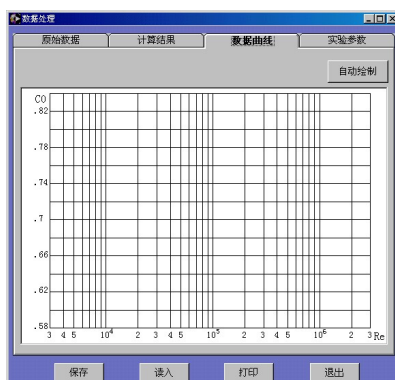 数据处理
原始数据 计算结果 数据曲线 实验参数
自动绘制
C0
.82
.78
.74
.7
.66
.62
.58
3 4 5 10⁴ 2 3 4 5 10⁵ 2 3 4 5 10⁶ 2 3 Re
保存 读入 打印 退出